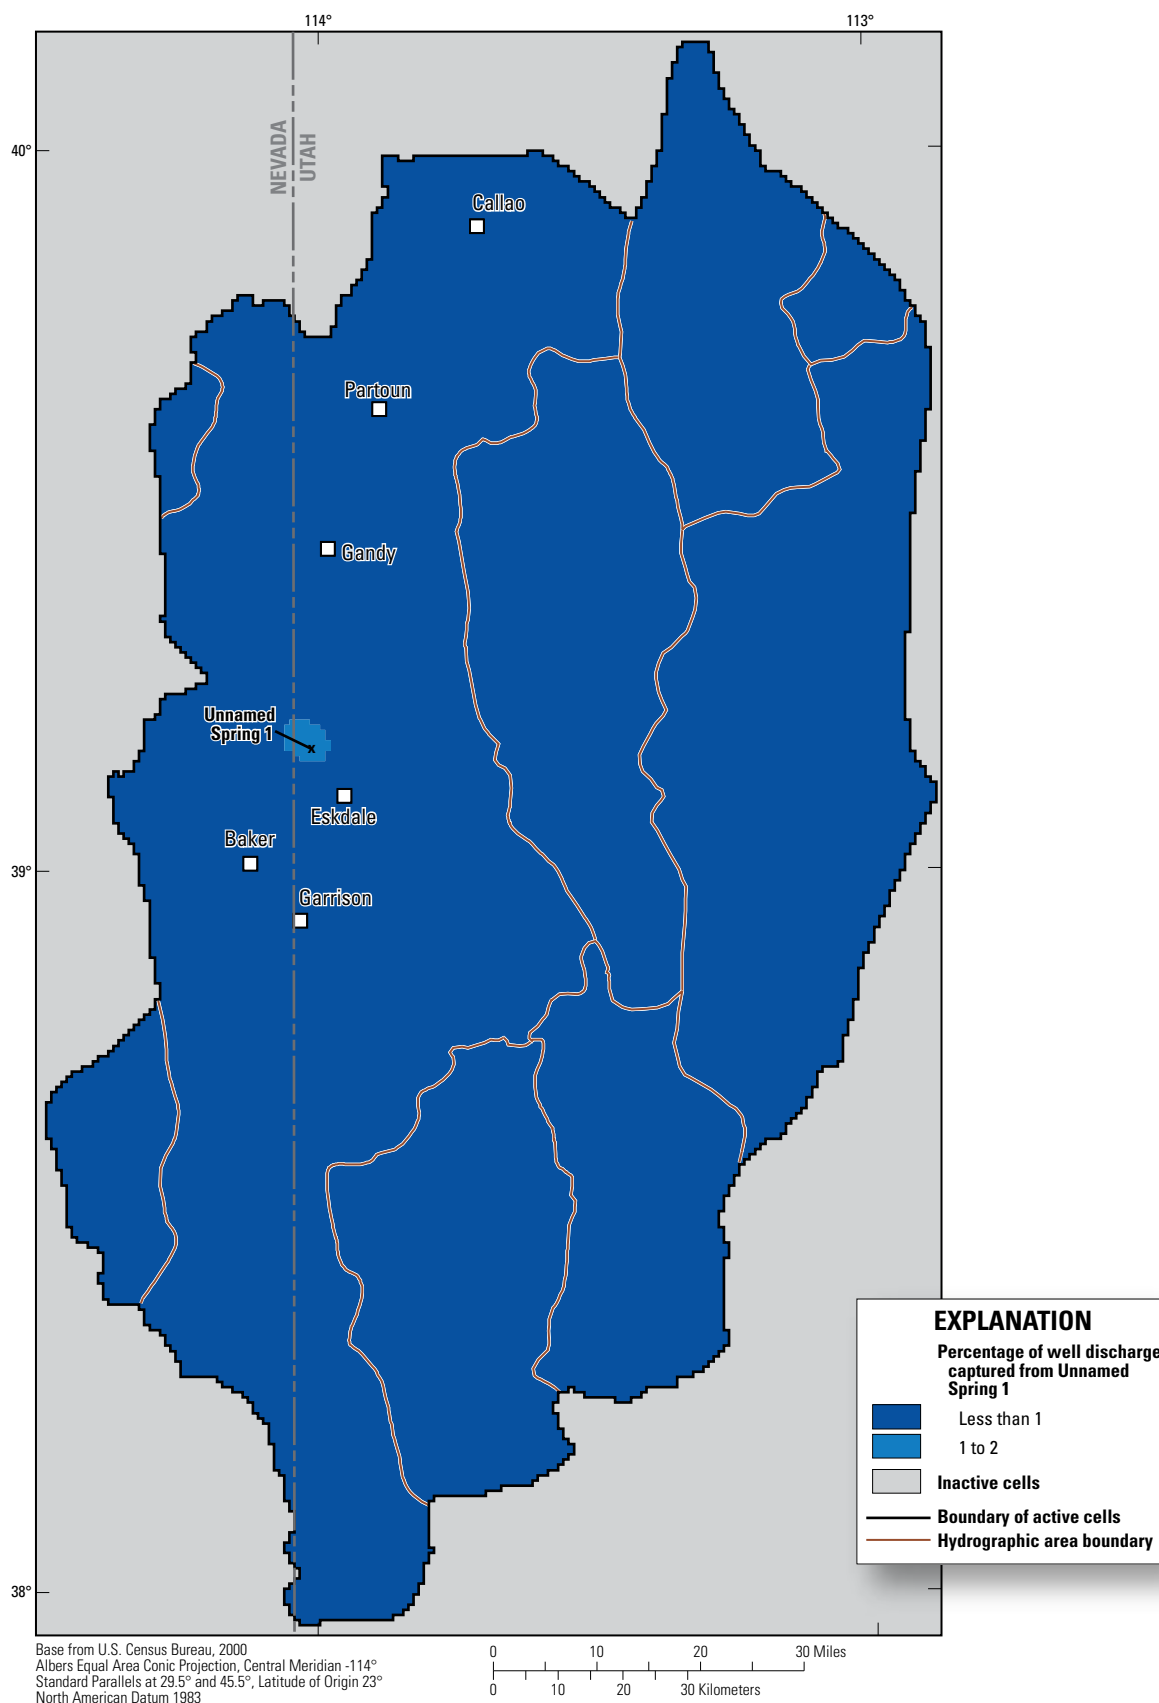 114°
113°
40°
NEVADA
UTAH
Callao
Partoun
Gandy
Unnamed
Spring 1
x
Eskdale
Baker
39°
Garrison
EXPLANATION
Percentage of well discharge
captured from Unnamed
Spring 1
Less than 1
1 to 2
Inactive cells
Boundary of active cells
Hydrographic area boundary
38°
Base from U.S. Census Bureau, 2000
Albers Equal Area Conic Projection, Central Meridian -114°
Standard Parallels at 29.5° and 45.5°, Latitude of Origin 23°
North American Datum 1983
0 10 20 30 Miles
0 10 20 30 Kilometers